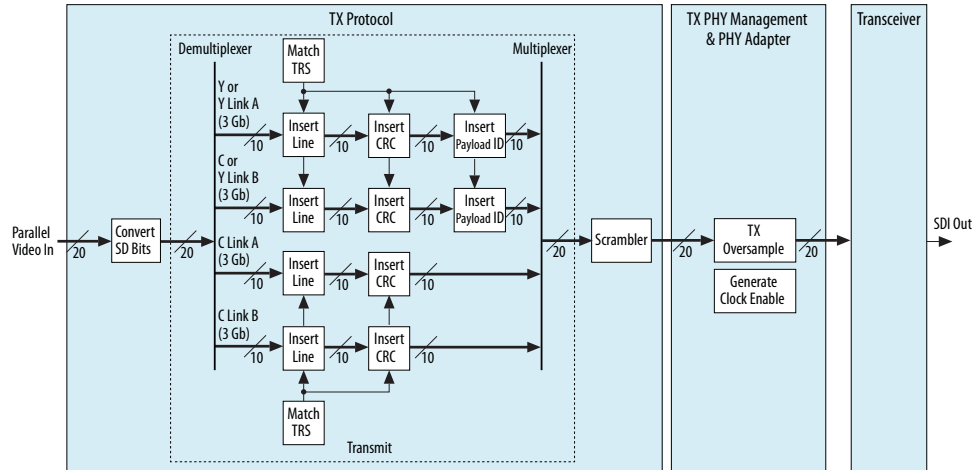 TX Protocol
TX PHY Management
& PHY Adapter
Transceiver
Demultiplexer
Match
TRS
Multiplexer
Y or
Y Link A
(3 Gb)
10
Insert
Line
10
Insert
CRC
10
Insert
Payload ID
10
C or
Y Link B
(3 Gb)
10
Insert
Line
10
Insert
CRC
10
Insert
Payload ID
10
Parallel
Video In
20
Convert
SD Bits
20
C Link A
(3 Gb)
10
Insert
Line
10
Insert
CRC
10
20
Scrambler
20
TX
Oversample
20
SDI Out
Generate
Clock Enable
C Link B
(3 Gb)
10
Insert
Line
10
Insert
CRC
10
Match
TRS
Transmit